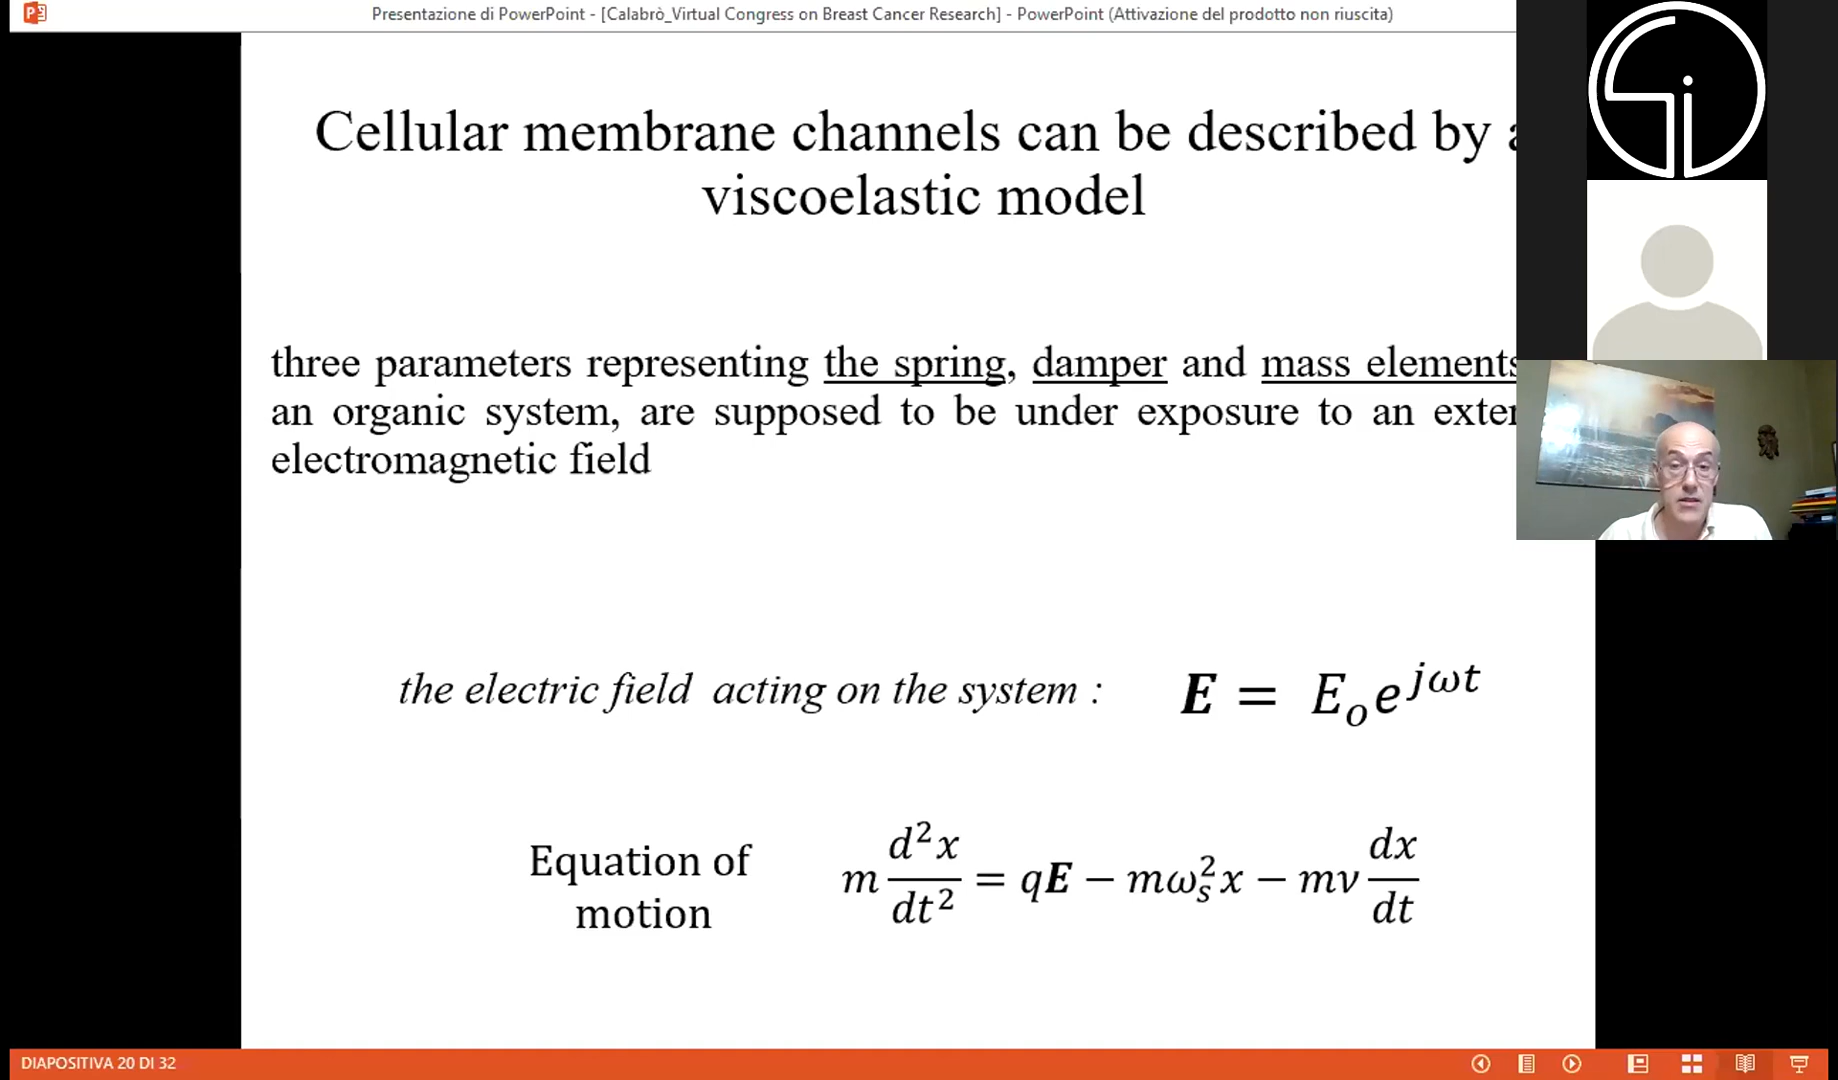 Presentazione di PowerPoint - [Calabrò_Virtual Congress on Breast Cancer Research] - PowerPoint (Attivazione del prodotto non riuscita)
Cellular membrane channels can be described by
viscoelastic model
three parameters representing the spring, damper and mass elements
an organic system, are supposed to be under exposure to an exter
electromagnetic field
the electric field acting on the system : E = E₀e^{jωt}
Equation of
motion
m d²x/dt² = qE − mω_s²x − mν dx/dt
DIAPOSITIVA 20 DI 32